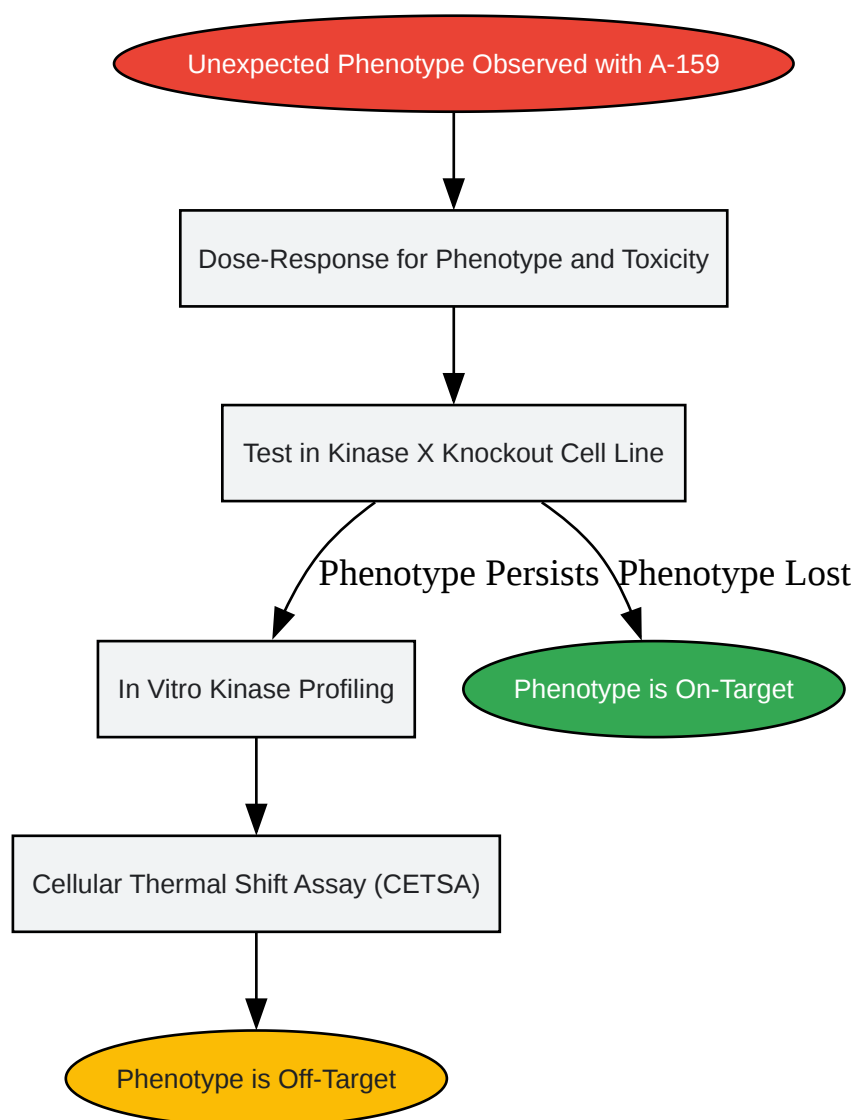 Unexpected Phenotype Observed with A-159
Dose-Response for Phenotype and Toxicity
Test in Kinase X Knockout Cell Line
Phenotype Persists
Phenotype Lost
In Vitro Kinase Profiling
Phenotype is On-Target
Cellular Thermal Shift Assay (CETSA)
Phenotype is Off-Target